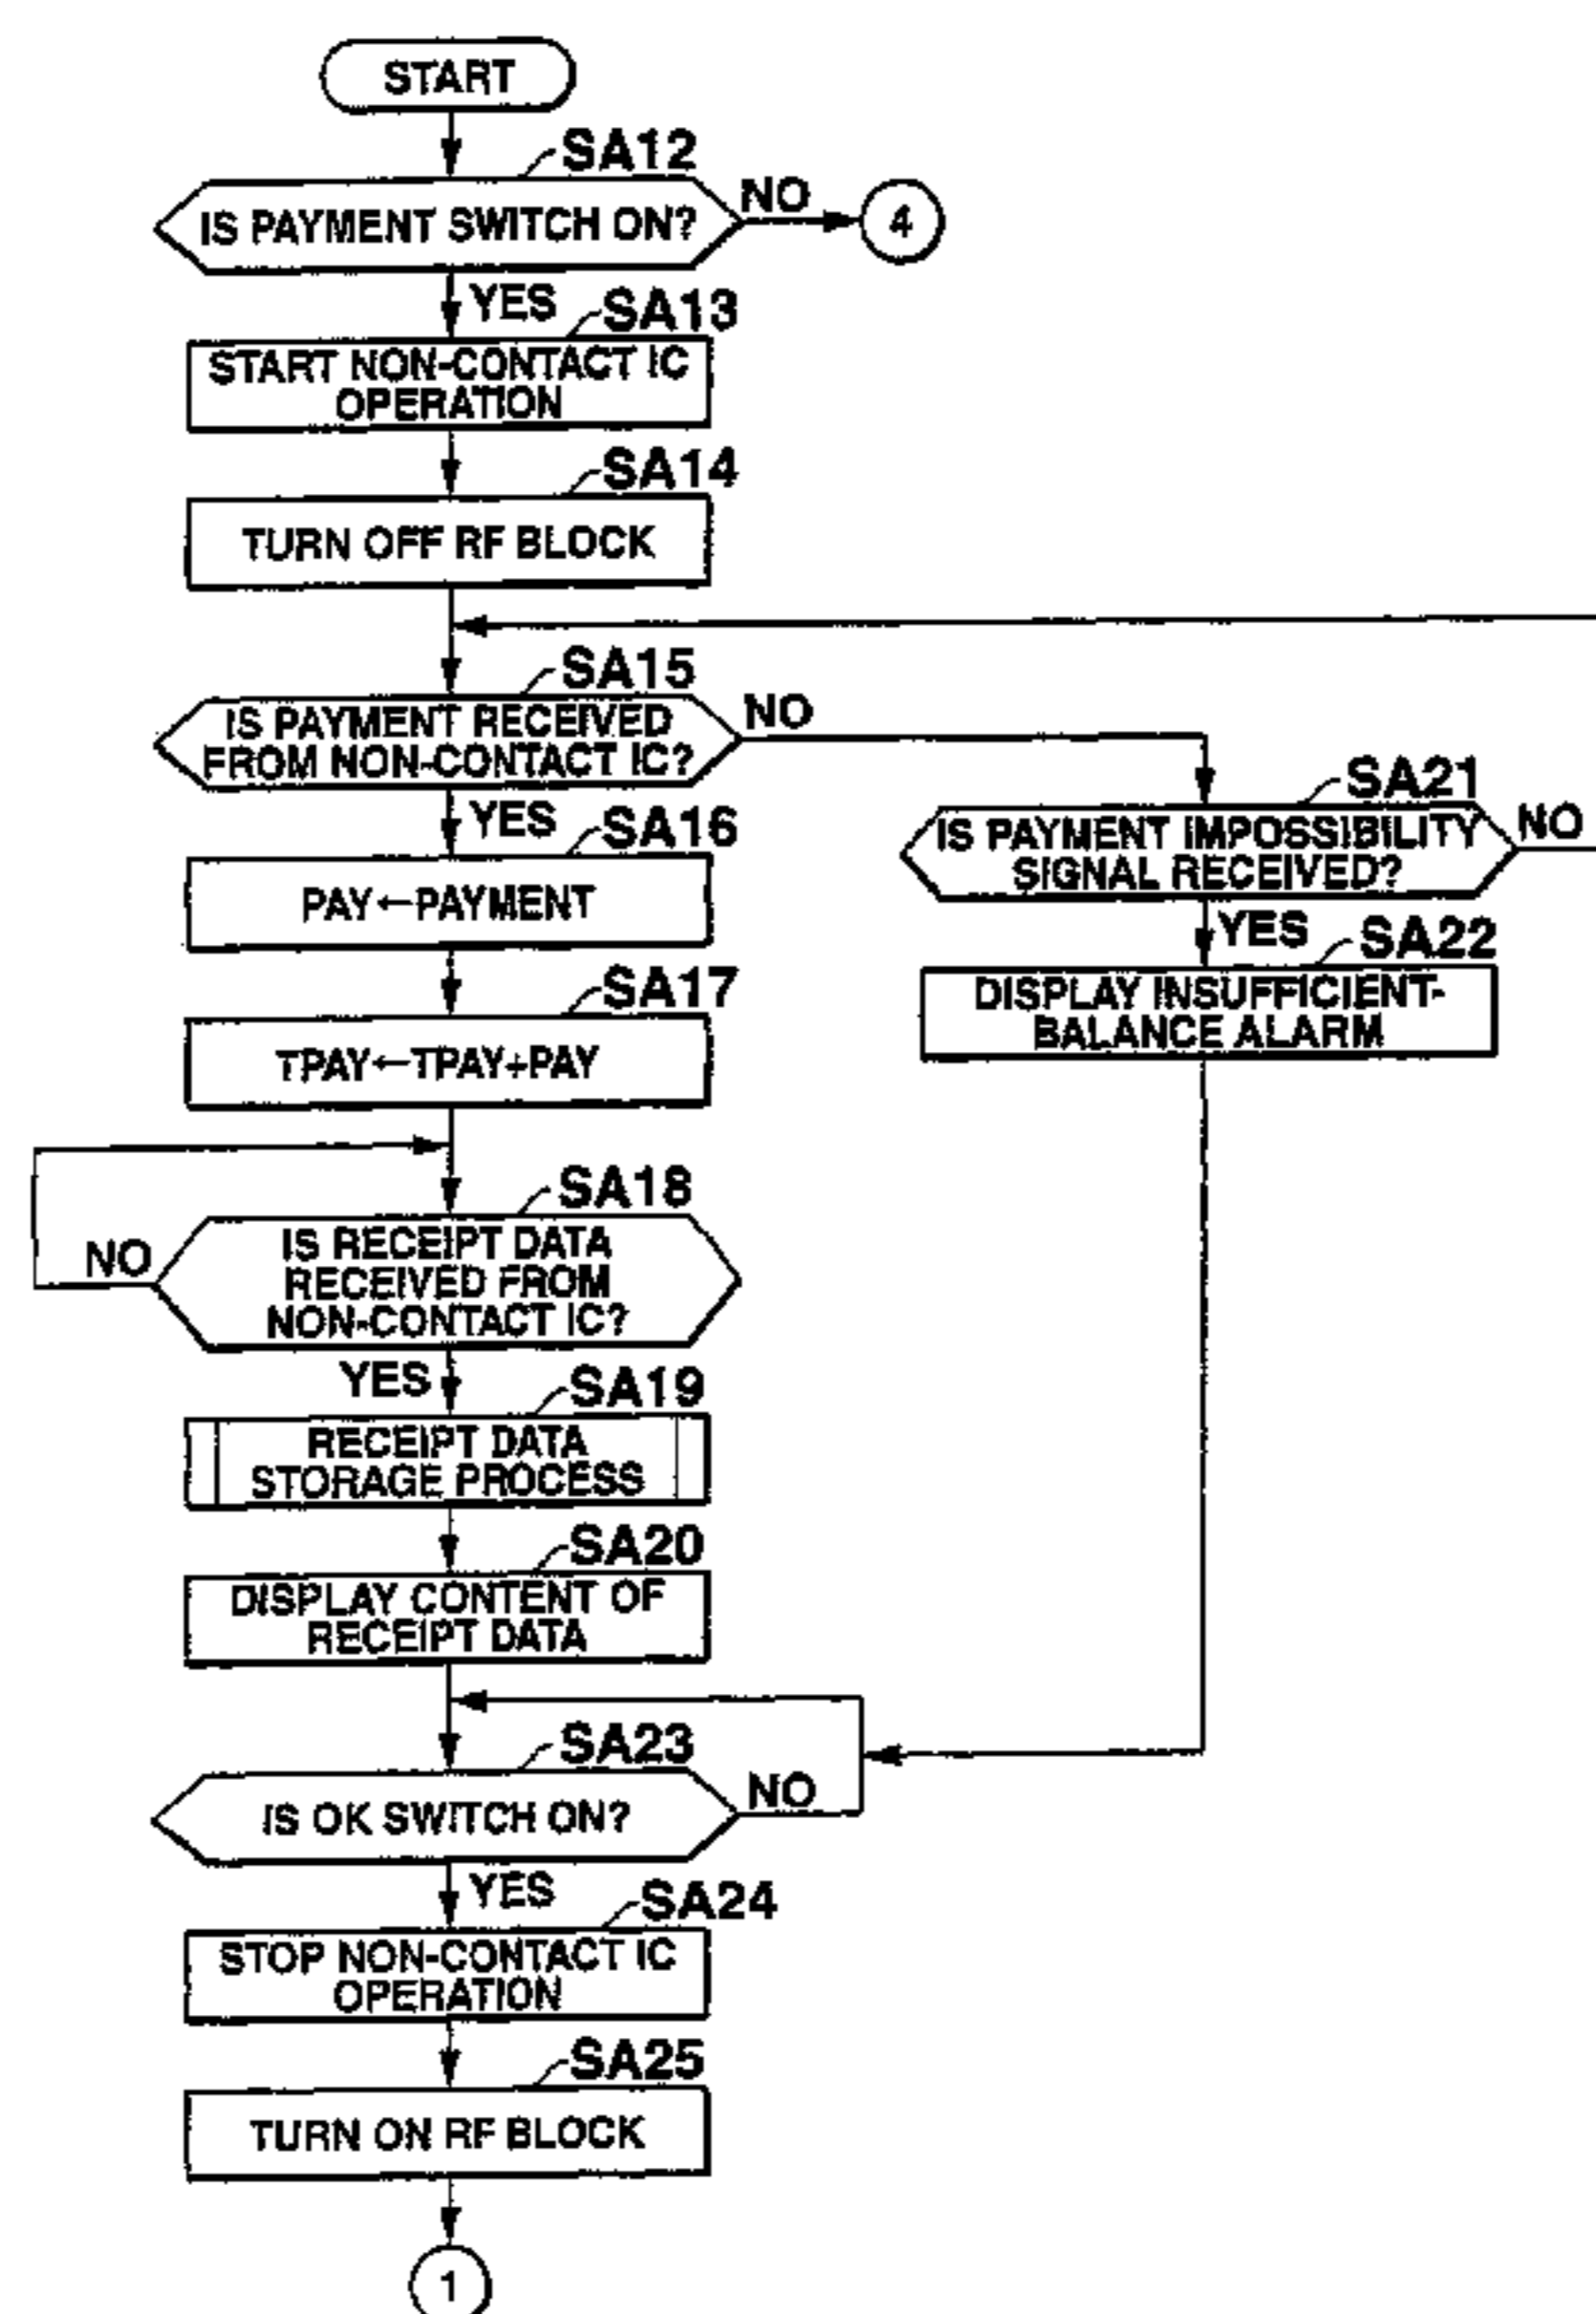 START
SA12
IS PAYMENT SWITCH ON?
NO
4
YES
SA13
START NON-CONTACT IC
OPERATION
SA14
TURN OFF RF BLOCK
SA15
IS PAYMENT RECEIVED
FROM NON-CONTACT IC?
NO
YES
SA21
IS PAYMENT IMPOSSIBILITY
SIGNAL RECEIVED?
NO
YES
SA22
DISPLAY INSUFFICIENT-
BALANCE ALARM
SA16
PAY←PAYMENT
SA17
TPAY←TPAY+PAY
SA18
IS RECEIPT DATA
RECEIVED FROM
NON-CONTACT IC?
NO
YES
SA19
RECEIPT DATA
STORAGE PROCESS
SA20
DISPLAY CONTENT OF
RECEIPT DATA
SA23
IS OK SWITCH ON?
NO
YES
SA24
STOP NON-CONTACT IC
OPERATION
SA25
TURN ON RF BLOCK
1